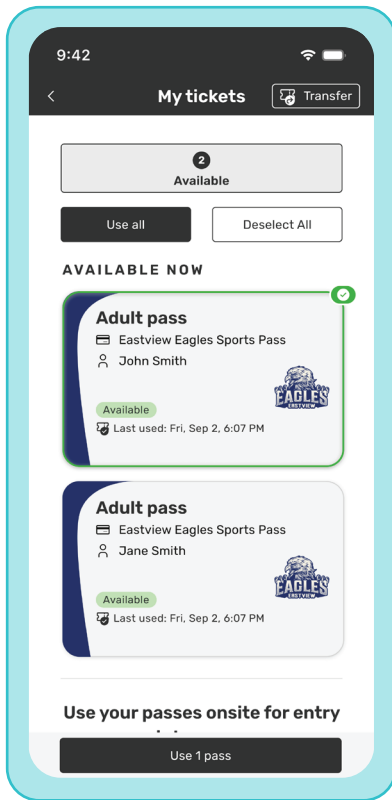 9:42
My tickets
Transfer
2
Available
Use all
Deselect All
AVAILABLE NOW
Adult pass
Eastview Eagles Sports Pass
John Smith
EAGLES
EASTVIEW
Available
Last used: Fri, Sep 2, 6:07 PM
Adult pass
Eastview Eagles Sports Pass
Jane Smith
EAGLES
EASTVIEW
Available
Last used: Fri, Sep 2, 6:07 PM
Use your passes onsite for entry
Use 1 pass